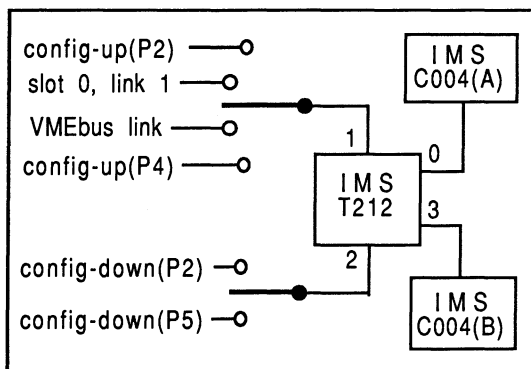 config-up(P2)
slot 0, link 1
VMEbus link
config-up(P4)
config-down(P2)
config-down(P5)
1
0
3
2
IMS
T212
IMS
C004(A)
IMS
C004(B)